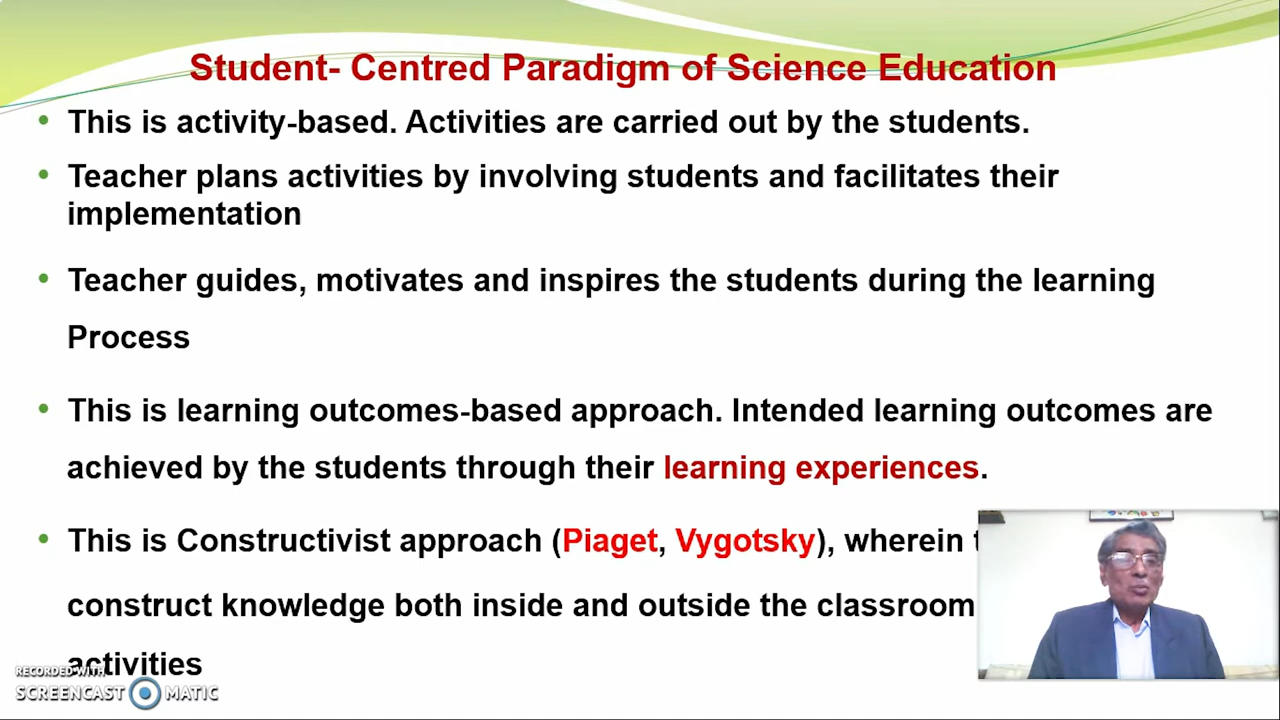 Student- Centred Paradigm of Science Education
• This is activity-based. Activities are carried out by the students.
• Teacher plans activities by involving students and facilitates their
implementation
• Teacher guides, motivates and inspires the students during the learning
Process
• This is learning outcomes-based approach. Intended learning outcomes are
achieved by the students through their learning experiences.
• This is Constructivist approach (Piaget, Vygotsky), wherein
construct knowledge both inside and outside the classroom
activities
RECORDED WITH
SCREENCAST MATIC